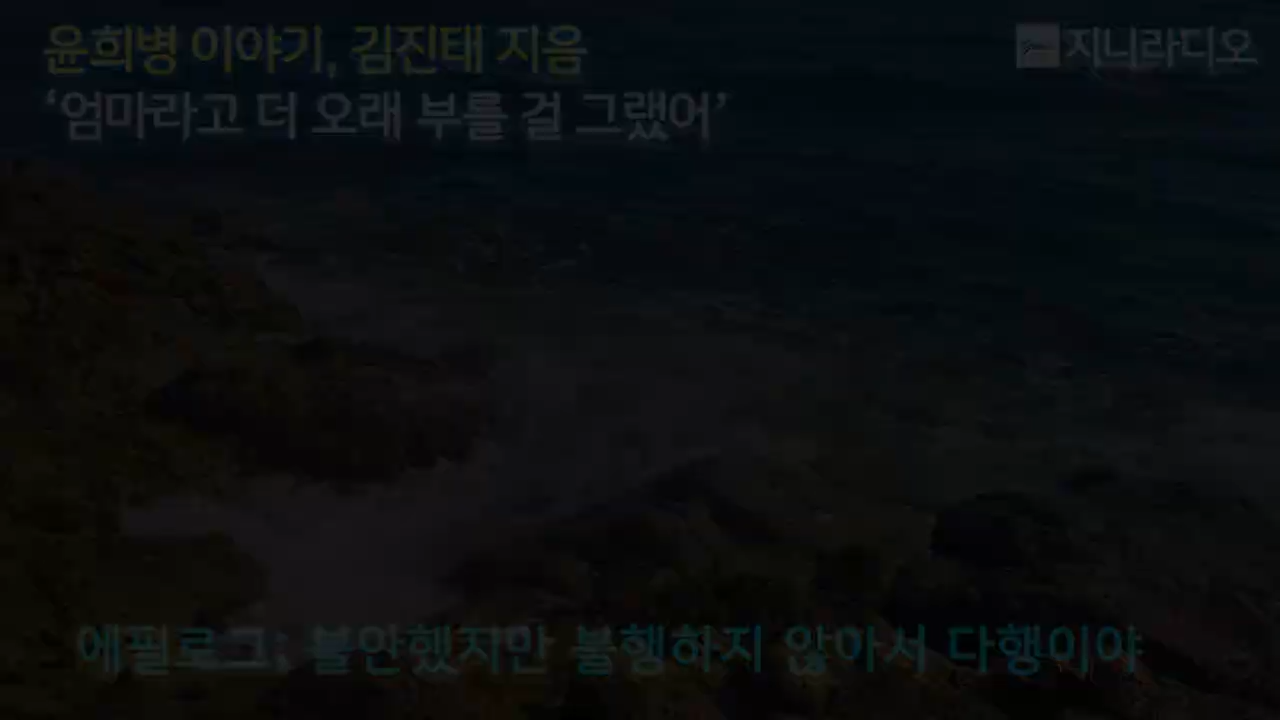 윤희병 이야기, 김진태 지음
지니라디오
‘엄마라고 더 오래 부를 걸 그랬어’
에필로그; 불안했지만 불행하지 않아서 다행이야